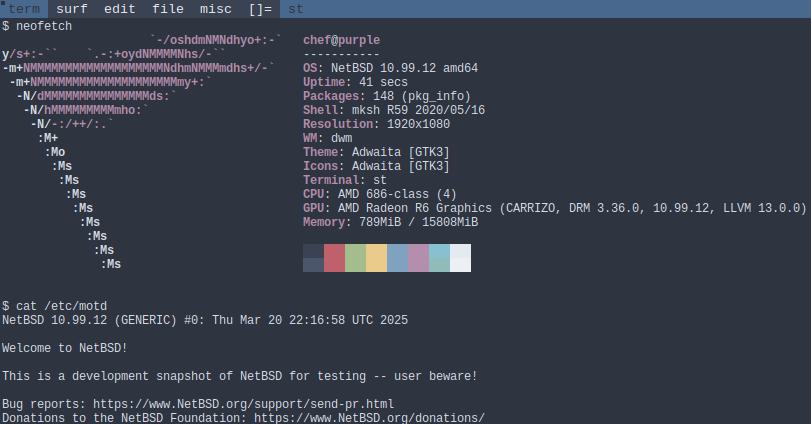 term surf edit file misc []= st
$ neofetch
`-/oshdmNMNdhyo+:-` chef@purple
y/s+:-`` `.-:+oydNMMMMNhs/-`` -----------
-m+NMMMMMMMMMMMMMMMMMMMNdhmNMMMmdhs+/-` OS: NetBSD 10.99.12 amd64
-m+NMMMMMMMMMMMMMMMMMMMMmy+:` Uptime: 41 secs
-N/dMMMMMMMMMMMMMMMds:` Packages: 148 (pkg_info)
-N/hMMMMMMMMMmho:` Shell: mksh R59 2020/05/16
-N/-:/++/:.` Resolution: 1920x1080
:M+ WM: dwm
:Mo Theme: Adwaita [GTK3]
:Ms Icons: Adwaita [GTK3]
:Ms Terminal: st
:Ms CPU: AMD 686-class (4)
:Ms GPU: AMD Radeon R6 Graphics (CARRIZO, DRM 3.36.0, 10.99.12, LLVM 13.0.0)
:Ms Memory: 789MiB / 15808MiB
:Ms
:Ms
:Ms
$ cat /etc/motd
NetBSD 10.99.12 (GENERIC) #0: Thu Mar 20 22:16:58 UTC 2025
Welcome to NetBSD!
This is a development snapshot of NetBSD for testing -- user beware!
Bug reports: https://www.NetBSD.org/support/send-pr.html
Donations to the NetBSD Foundation: https://www.NetBSD.org/donations/